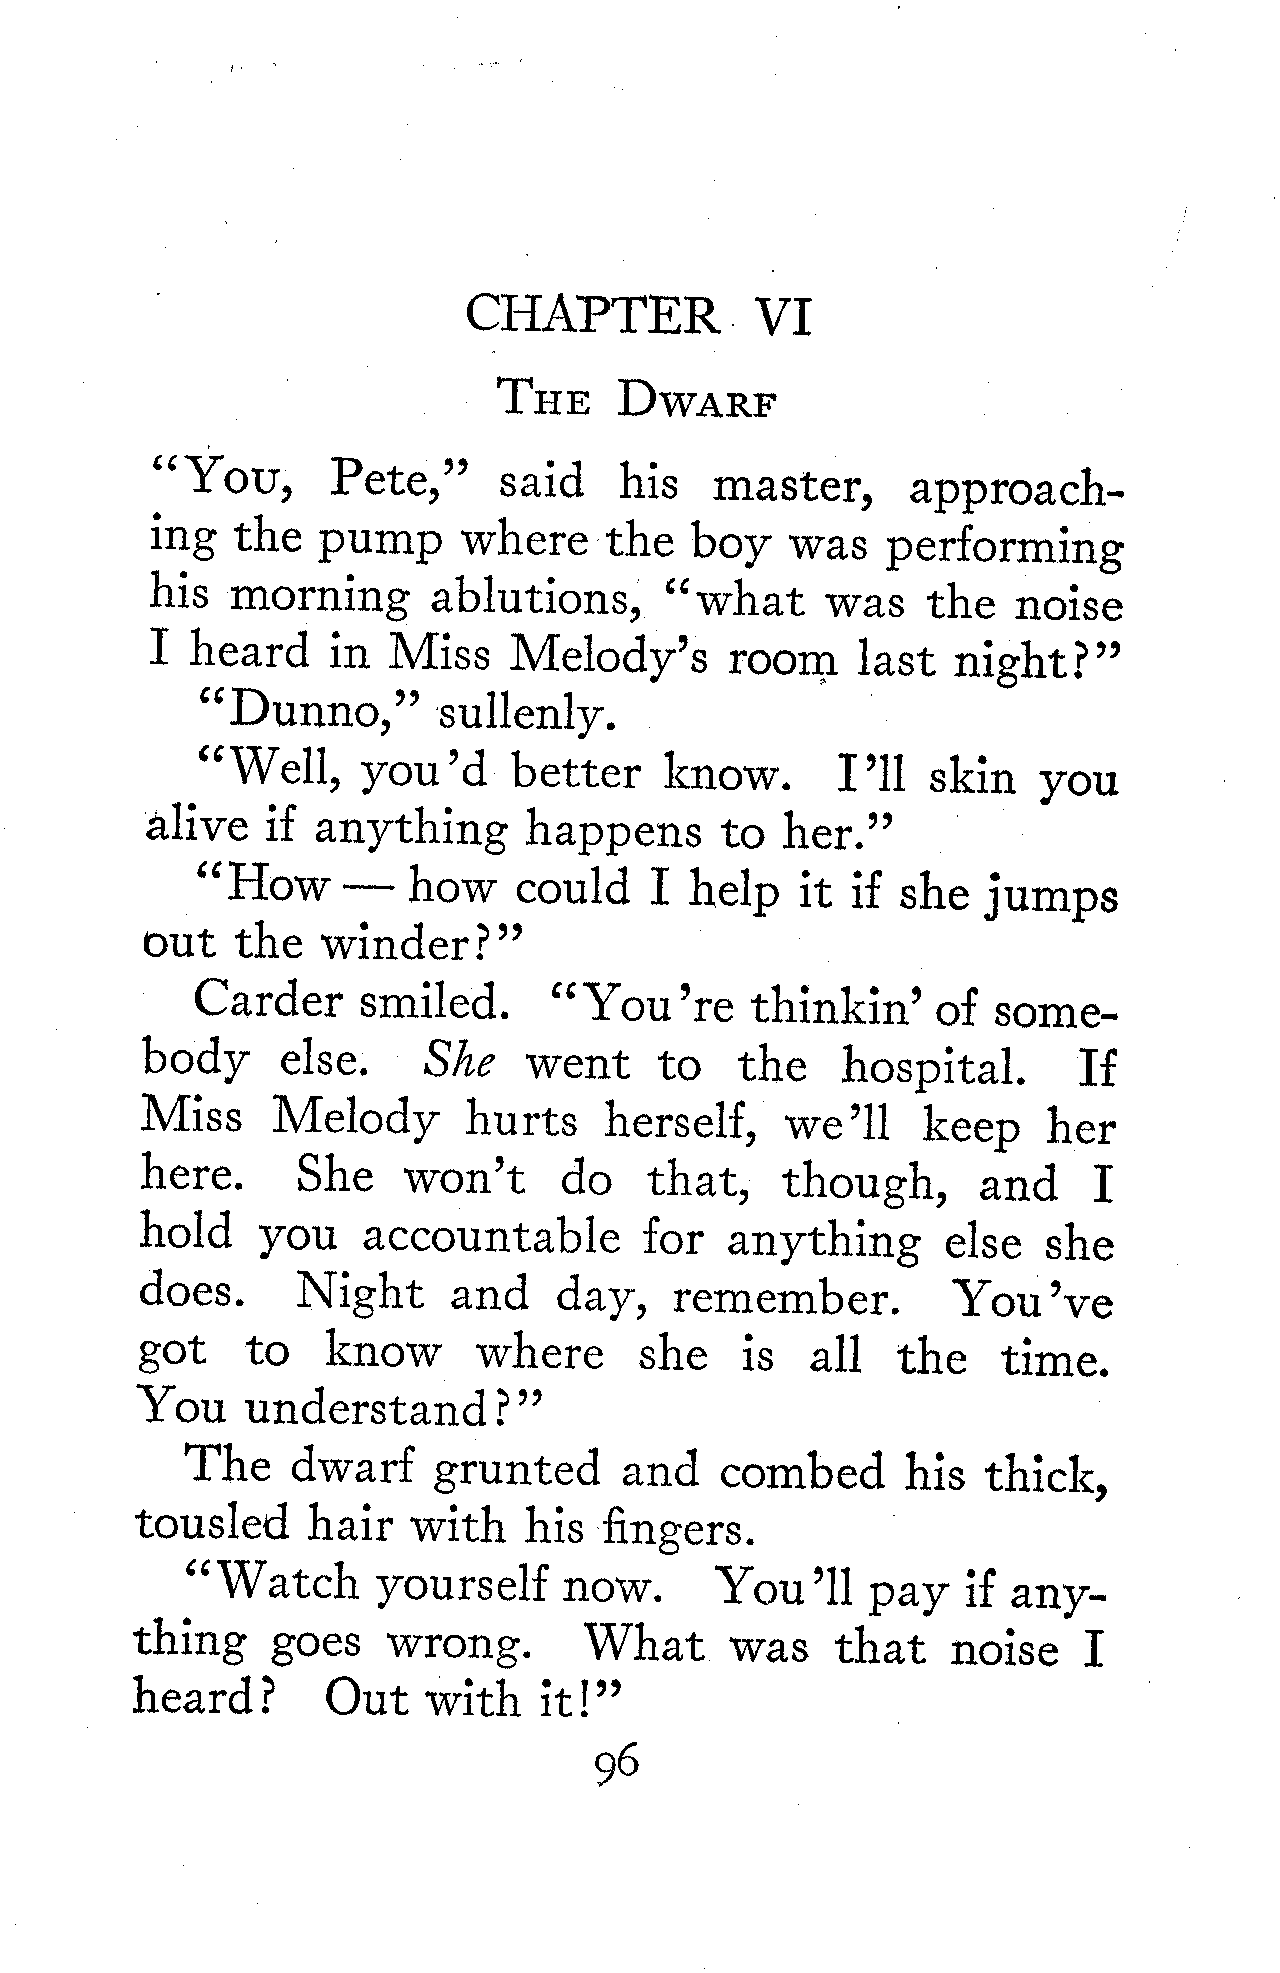 CHAPTER VI
THE DWARF
“YOU, Pete,” said his master, approach-
ing the pump where the boy was performing
his morning ablutions, “what was the noise
I heard in Miss Melody’s room last night?”
“Dunno,” sullenly.
“Well, you’d better know. I’ll skin you
alive if anything happens to her.”
“How — how could I help it if she jumps
out the winder?”
Carder smiled. “You’re thinkin’ of some-
body else. She went to the hospital. If
Miss Melody hurts herself, we’ll keep her
here. She won’t do that, though, and I
hold you accountable for anything else she
does. Night and day, remember. You’ve
got to know where she is all the time.
You understand?”
The dwarf grunted and combed his thick,
tousled hair with his fingers.
“Watch yourself now. You’ll pay if any-
thing goes wrong. What was that noise I
heard? Out with it!”
96